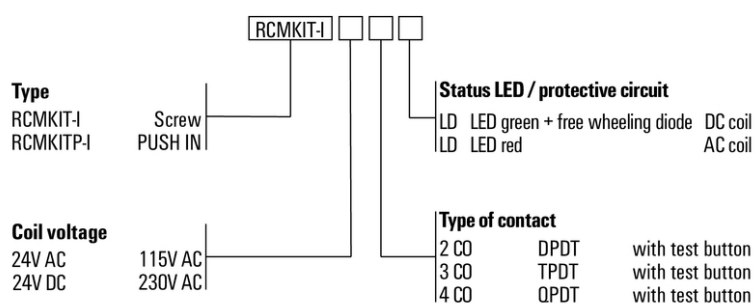 RCMKIT-I
Type
RCMKIT-I Screw
RCMKITP-I PUSH IN
Status LED / protective circuit
LD LED green + free wheeling diode DC coil
LD LED red AC coil
Coil voltage
24V AC 115V AC
24V DC 230V AC
Type of contact
2 CO DPDT with test button
3 CO TPDT with test button
4 CO QPDT with test button